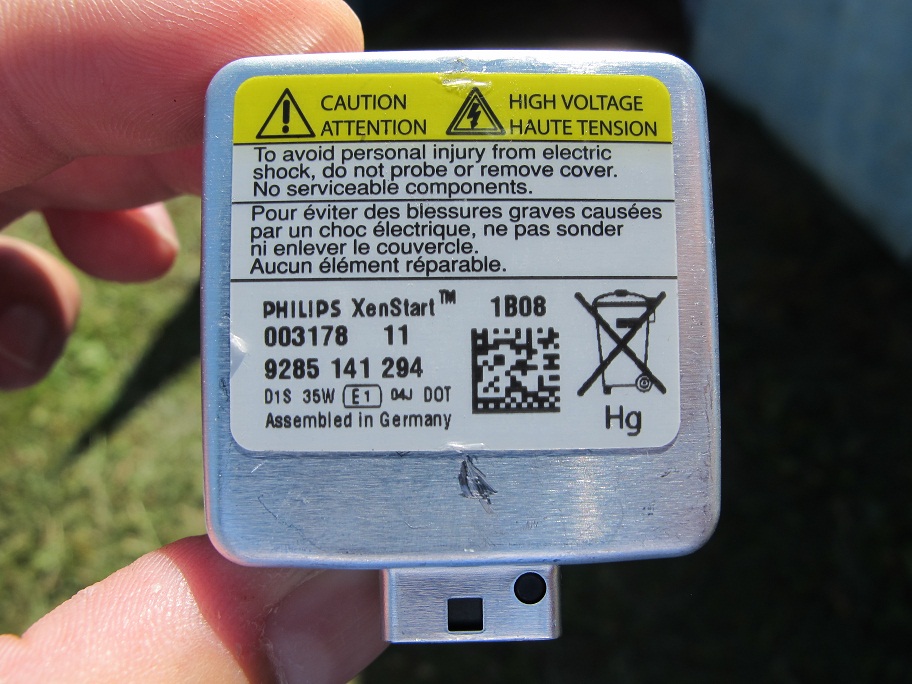 CAUTION
ATTENTION
HIGH VOLTAGE
HAUTE TENSION
To avoid personal injury from electric
shock, do not probe or remove cover.
No serviceable components.
Pour éviter des blessures graves causées
par un choc électrique, ne pas sonder
ni enlever le couvercle.
Aucun élément réparable.
PHILIPS XenStart™ 1B08
003178 11
9285 141 294
D1S 35W E1 04J DOT
Assembled in Germany
Hg